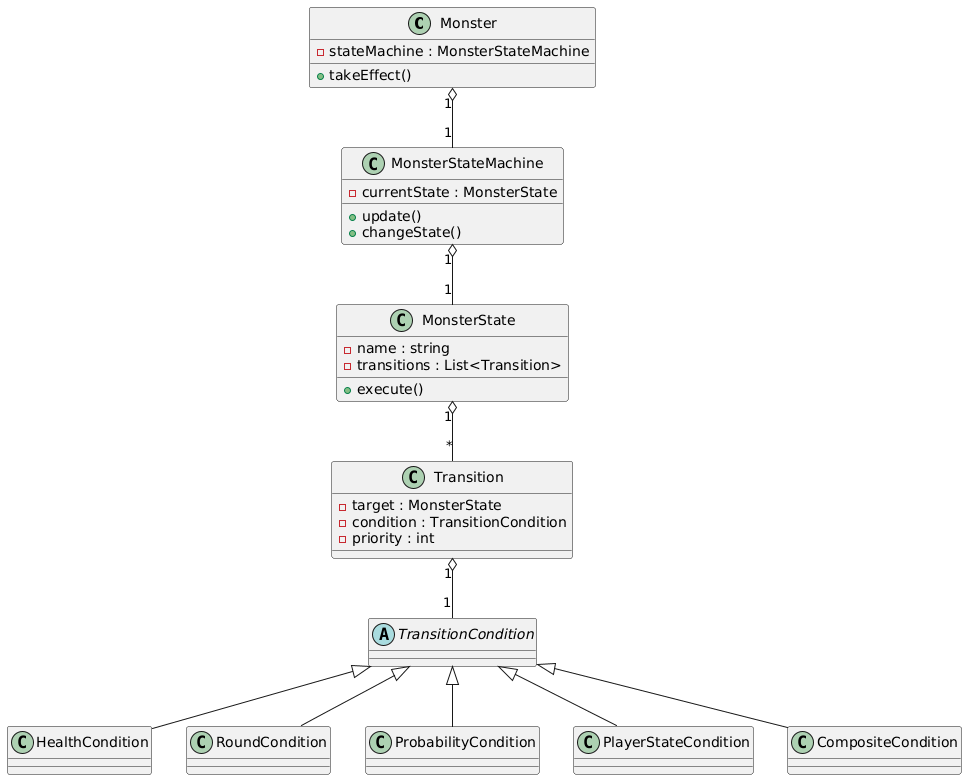 C Monster
stateMachine : MonsterStateMachine
takeEffect()
1
1
C MonsterStateMachine
currentState : MonsterState
update()
changeState()
1
1
C MonsterState
name : string
transitions : List<Transition>
execute()
1
*
C Transition
target : MonsterState
condition : TransitionCondition
priority : int
1
1
A TransitionCondition
C HealthCondition
C RoundCondition
C ProbabilityCondition
C PlayerStateCondition
C CompositeCondition